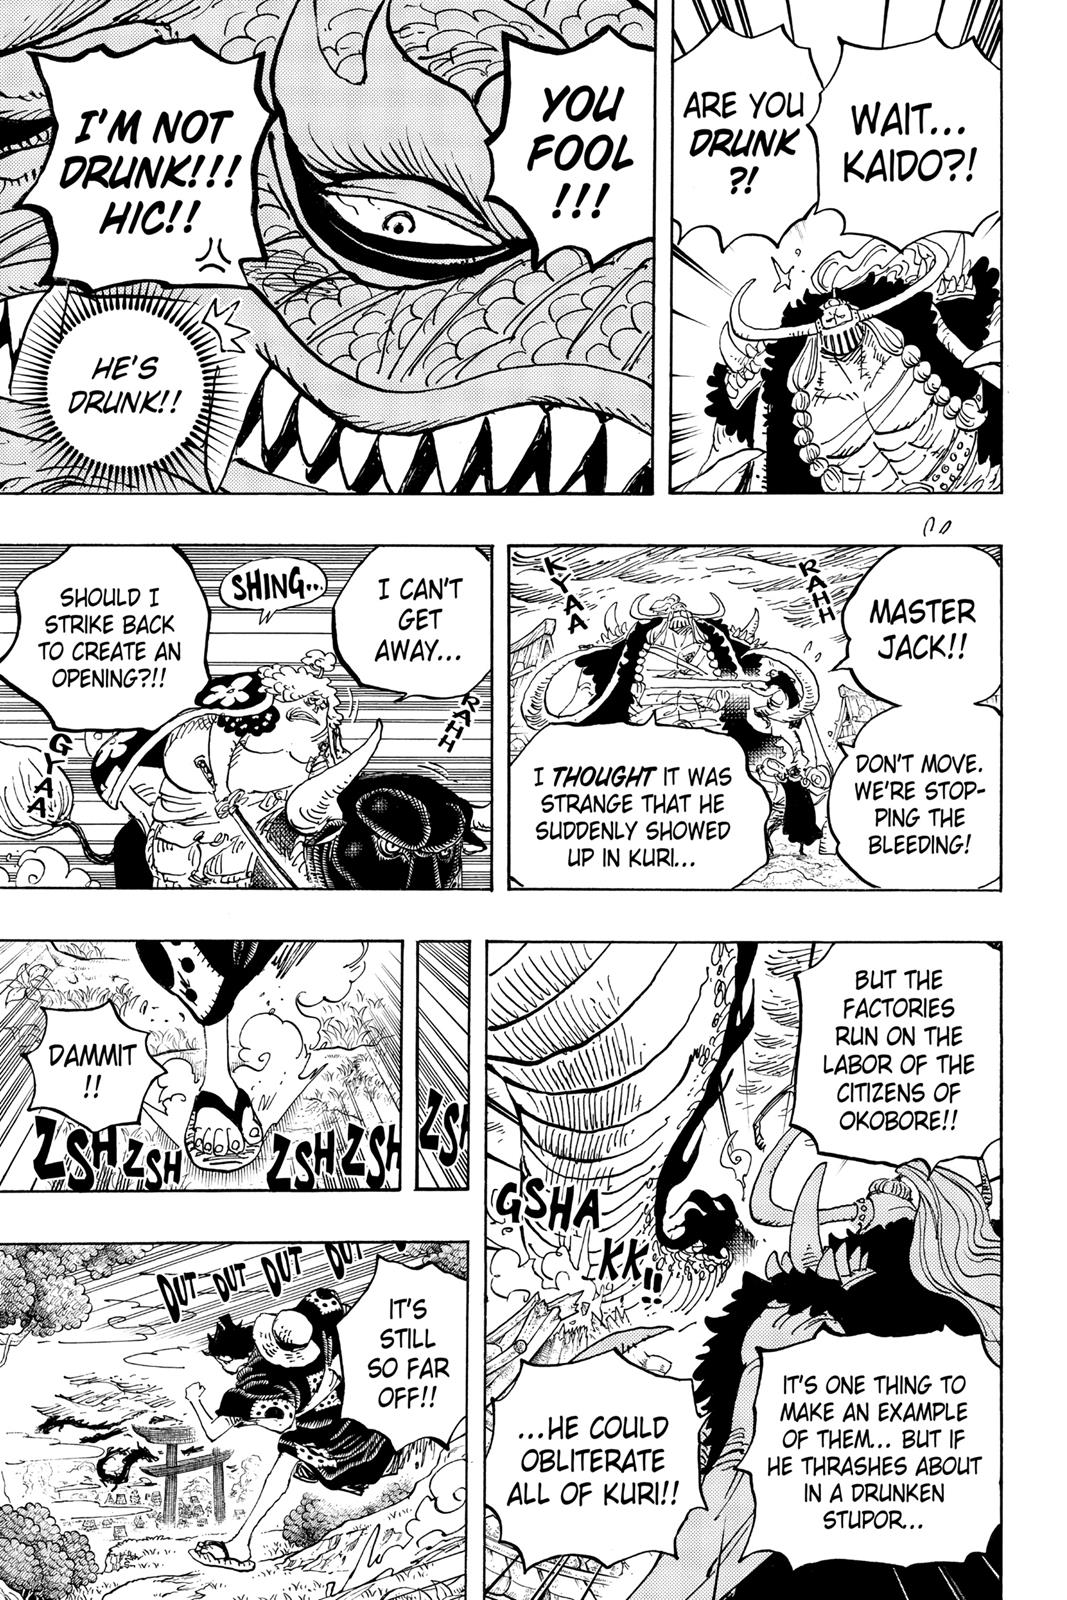 WAIT...
KAIDO?!
ARE YOU
DRUNK
?!
YOU
FOOL
!!!
I'M NOT
DRUNK!!!
HIC!!
HE'S
DRUNK!!
RAHH
KYAA
MASTER
JACK!!
DON'T MOVE.
WE'RE STOP-
PING THE
BLEEDING!
I THOUGHT IT WAS
STRANGE THAT HE
SUDDENLY SHOWED
UP IN KURI...
I CAN'T
GET
AWAY...
SHING...
RAHH
SHOULD I
STRIKE BACK
TO CREATE AN
OPENING?!!
GYAA
BUT THE
FACTORIES
RUN ON THE
LABOR OF THE
CITIZENS OF
OKOBORE!!
GSHA
KK!!
IT'S ONE THING TO
MAKE AN EXAMPLE
OF THEM... BUT IF
HE THRASHES ABOUT
IN A DRUNKEN
STUPOR...
...HE COULD
OBLITERATE
ALL OF KURI!!
ZSH
DAMMIT
!!
ZSH ZSH ZSH ZSH
DUT DUT DUT DUT
IT'S
STILL
SO FAR
OFF!!